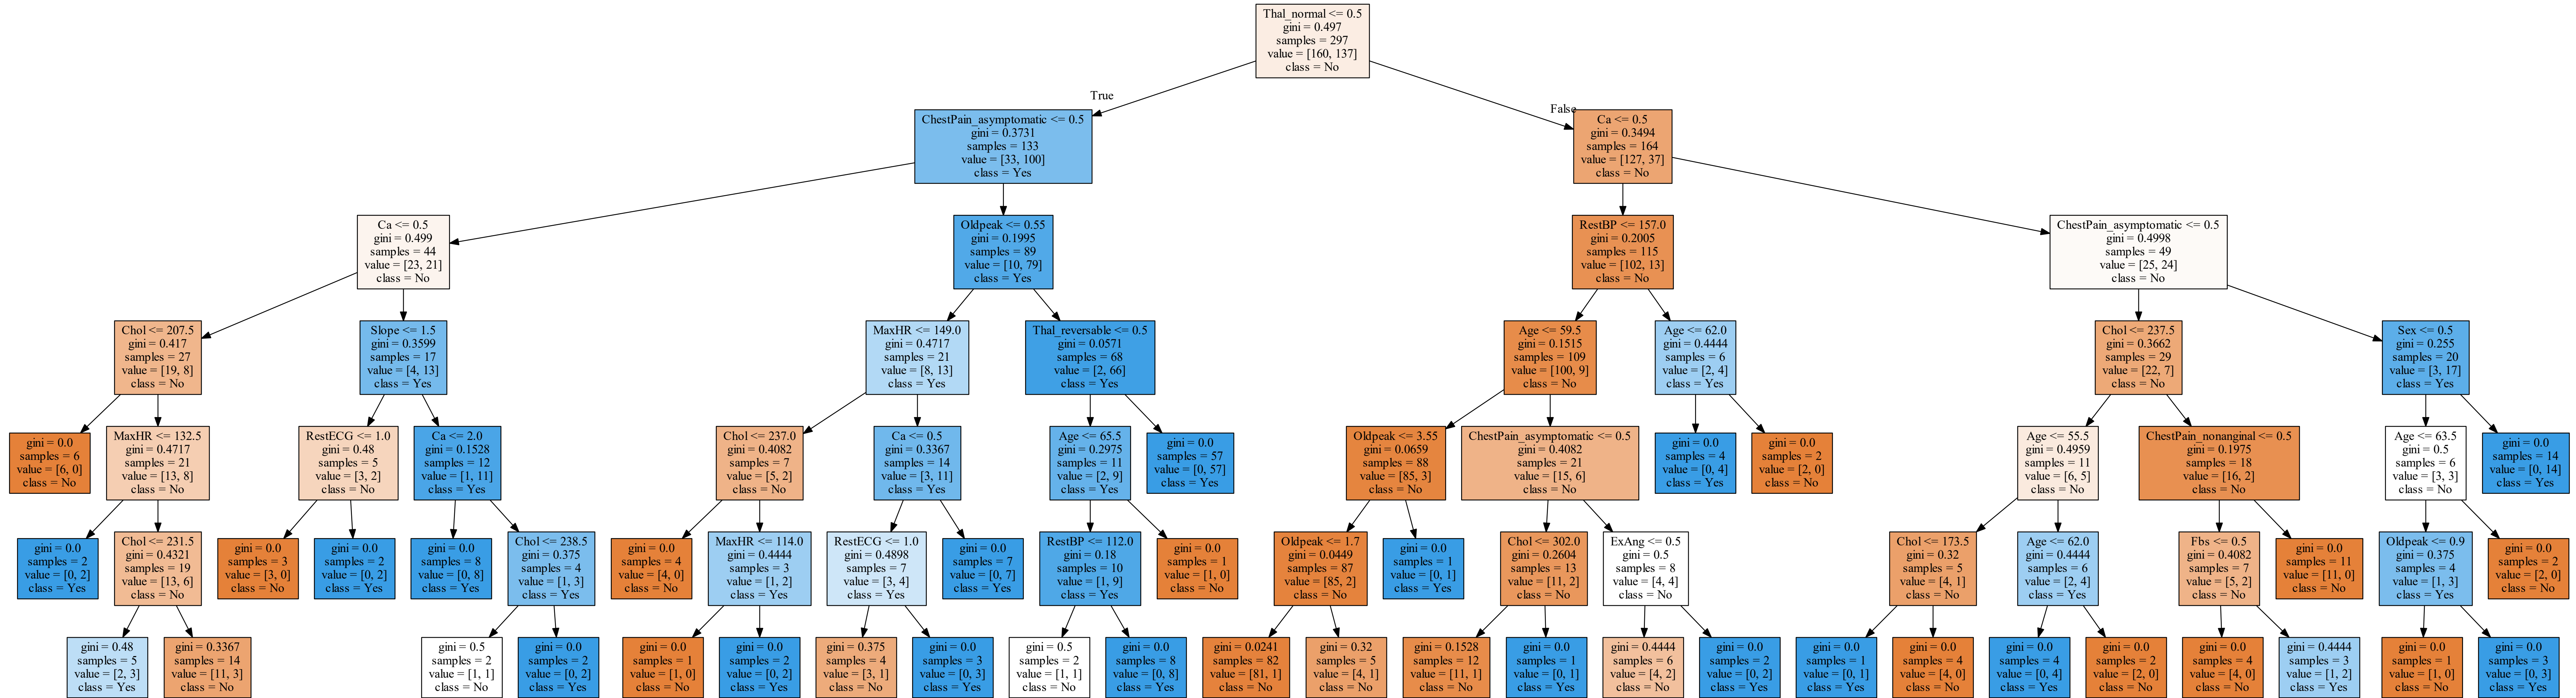 Thal_normal <= 0.5
gini = 0.497
samples = 297
value = [160, 137]
class = No
True
False
ChestPain_asymptomatic <= 0.5
gini = 0.3731
samples = 133
value = [33, 100]
class = Yes
Ca <= 0.5
gini = 0.3494
samples = 164
value = [127, 37]
class = No
Ca <= 0.5
gini = 0.499
samples = 44
value = [23, 21]
class = No
Oldpeak <= 0.55
gini = 0.1995
samples = 89
value = [10, 79]
class = Yes
RestBP <= 157.0
gini = 0.2005
samples = 115
value = [102, 13]
class = No
ChestPain_asymptomatic <= 0.5
gini = 0.4998
samples = 49
value = [25, 24]
class = No
Chol <= 207.5
gini = 0.417
samples = 27
value = [19, 8]
class = No
Slope <= 1.5
gini = 0.3599
samples = 17
value = [4, 13]
class = Yes
MaxHR <= 149.0
gini = 0.4717
samples = 21
value = [8, 13]
class = Yes
Thal_reversable <= 0.5
gini = 0.0571
samples = 68
value = [2, 66]
class = Yes
Age <= 59.5
gini = 0.1515
samples = 109
value = [100, 9]
class = No
Age <= 62.0
gini = 0.4444
samples = 6
value = [2, 4]
class = Yes
Chol <= 237.5
gini = 0.3662
samples = 29
value = [22, 7]
class = No
Sex <= 0.5
gini = 0.255
samples = 20
value = [3, 17]
class = Yes
gini = 0.0
samples = 6
value = [6, 0]
class = No
MaxHR <= 132.5
gini = 0.4717
samples = 21
value = [13, 8]
class = No
RestECG <= 1.0
gini = 0.48
samples = 5
value = [3, 2]
class = No
Ca <= 2.0
gini = 0.1528
samples = 12
value = [1, 11]
class = Yes
Chol <= 237.0
gini = 0.4082
samples = 7
value = [5, 2]
class = No
Ca <= 0.5
gini = 0.3367
samples = 14
value = [3, 11]
class = Yes
Age <= 65.5
gini = 0.2975
samples = 11
value = [2, 9]
class = Yes
gini = 0.0
samples = 57
value = [0, 57]
class = Yes
Oldpeak <= 3.55
gini = 0.0659
samples = 88
value = [85, 3]
class = No
ChestPain_asymptomatic <= 0.5
gini = 0.4082
samples = 21
value = [15, 6]
class = No
gini = 0.0
samples = 4
value = [0, 4]
class = Yes
gini = 0.0
samples = 2
value = [2, 0]
class = No
Age <= 55.5
gini = 0.4959
samples = 11
value = [6, 5]
class = No
ChestPain_nonanginal <= 0.5
gini = 0.1975
samples = 18
value = [16, 2]
class = No
Age <= 63.5
gini = 0.5
samples = 6
value = [3, 3]
class = No
gini = 0.0
samples = 14
value = [0, 14]
class = Yes
gini = 0.0
samples = 2
value = [0, 2]
class = Yes
Chol <= 231.5
gini = 0.4321
samples = 19
value = [13, 6]
class = No
gini = 0.0
samples = 3
value = [3, 0]
class = No
gini = 0.0
samples = 2
value = [0, 2]
class = Yes
gini = 0.0
samples = 8
value = [0, 8]
class = Yes
Chol <= 238.5
gini = 0.375
samples = 4
value = [1, 3]
class = Yes
gini = 0.0
samples = 4
value = [4, 0]
class = No
MaxHR <= 114.0
gini = 0.4444
samples = 3
value = [1, 2]
class = Yes
RestECG <= 1.0
gini = 0.4898
samples = 7
value = [3, 4]
class = Yes
gini = 0.0
samples = 7
value = [0, 7]
class = Yes
RestBP <= 112.0
gini = 0.18
samples = 10
value = [1, 9]
class = Yes
gini = 0.0
samples = 1
value = [1, 0]
class = No
Oldpeak <= 1.7
gini = 0.0449
samples = 87
value = [85, 2]
class = No
gini = 0.0
samples = 1
value = [0, 1]
class = Yes
Chol <= 302.0
gini = 0.2604
samples = 13
value = [11, 2]
class = No
ExAng <= 0.5
gini = 0.5
samples = 8
value = [4, 4]
class = No
Chol <= 173.5
gini = 0.32
samples = 5
value = [4, 1]
class = No
Age <= 62.0
gini = 0.4444
samples = 6
value = [2, 4]
class = Yes
Fbs <= 0.5
gini = 0.4082
samples = 7
value = [5, 2]
class = No
gini = 0.0
samples = 11
value = [11, 0]
class = No
Oldpeak <= 0.9
gini = 0.375
samples = 4
value = [1, 3]
class = Yes
gini = 0.0
samples = 2
value = [2, 0]
class = No
gini = 0.48
samples = 5
value = [2, 3]
class = Yes
gini = 0.3367
samples = 14
value = [11, 3]
class = No
gini = 0.5
samples = 2
value = [1, 1]
class = No
gini = 0.0
samples = 2
value = [0, 2]
class = Yes
gini = 0.0
samples = 1
value = [1, 0]
class = No
gini = 0.0
samples = 2
value = [0, 2]
class = Yes
gini = 0.375
samples = 4
value = [3, 1]
class = No
gini = 0.0
samples = 3
value = [0, 3]
class = Yes
gini = 0.5
samples = 2
value = [1, 1]
class = No
gini = 0.0
samples = 8
value = [0, 8]
class = Yes
gini = 0.0241
samples = 82
value = [81, 1]
class = No
gini = 0.32
samples = 5
value = [4, 1]
class = No
gini = 0.1528
samples = 12
value = [11, 1]
class = No
gini = 0.0
samples = 1
value = [0, 1]
class = Yes
gini = 0.4444
samples = 6
value = [4, 2]
class = No
gini = 0.0
samples = 2
value = [0, 2]
class = Yes
gini = 0.0
samples = 1
value = [0, 1]
class = Yes
gini = 0.0
samples = 4
value = [4, 0]
class = No
gini = 0.0
samples = 4
value = [0, 4]
class = Yes
gini = 0.0
samples = 2
value = [2, 0]
class = No
gini = 0.0
samples = 4
value = [4, 0]
class = No
gini = 0.4444
samples = 3
value = [1, 2]
class = Yes
gini = 0.0
samples = 1
value = [1, 0]
class = No
gini = 0.0
samples = 3
value = [0, 3]
class = Yes